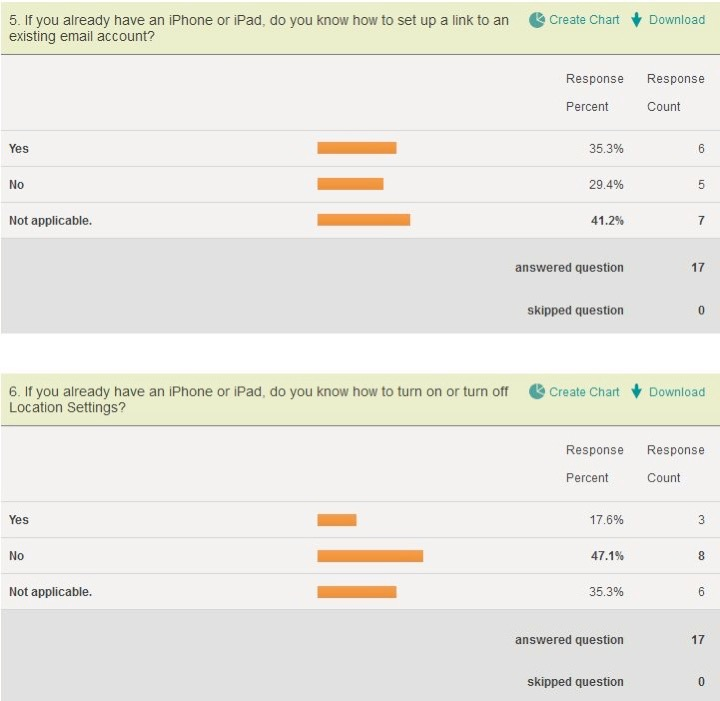 5. If you already have an iPhone or iPad, do you know how to set up a link to an
existing email account?
Create Chart Download
Response Response
Percent Count
Yes 35.3% 6
No 29.4% 5
Not applicable. 41.2% 7
answered question 17
skipped question 0
6. If you already have an iPhone or iPad, do you know how to turn on or turn off
Location Settings?
Create Chart Download
Response Response
Percent Count
Yes 17.6% 3
No 47.1% 8
Not applicable. 35.3% 6
answered question 17
skipped question 0